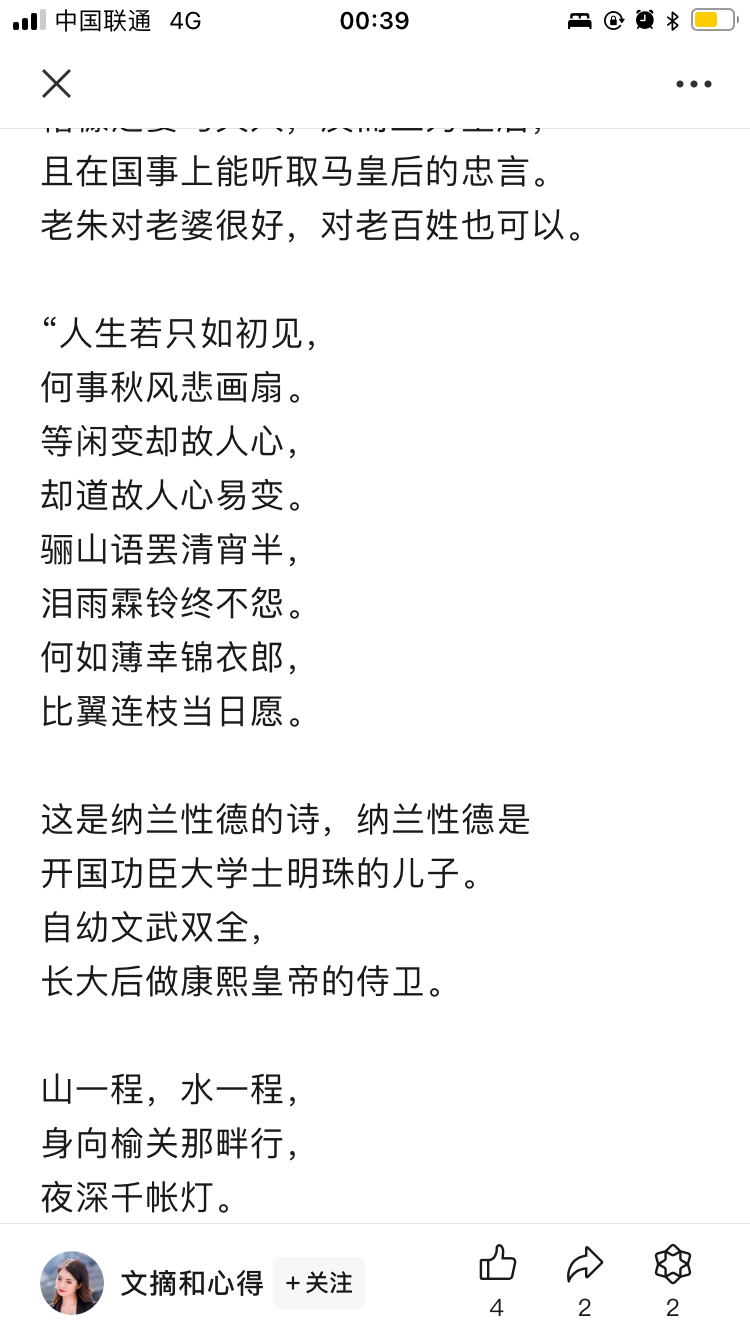 中国联通 4G 00:39
且在国事上能听取马皇后的忠言。
老朱对老婆很好，对老百姓也可以。
“人生若只如初见，
何事秋风悲画扇。
等闲变却故人心，
却道故人心易变。
骊山语罢清宵半，
泪雨霖铃终不怨。
何如薄幸锦衣郎，
比翼连枝当日愿。
这是纳兰性德的诗，纳兰性德是
开国功臣大学士明珠的儿子。
自幼文武双全，
长大后做康熙皇帝的侍卫。
山一程，水一程，
身向榆关那畔行，
夜深千帐灯。
文摘和心得 +关注
4 2 2